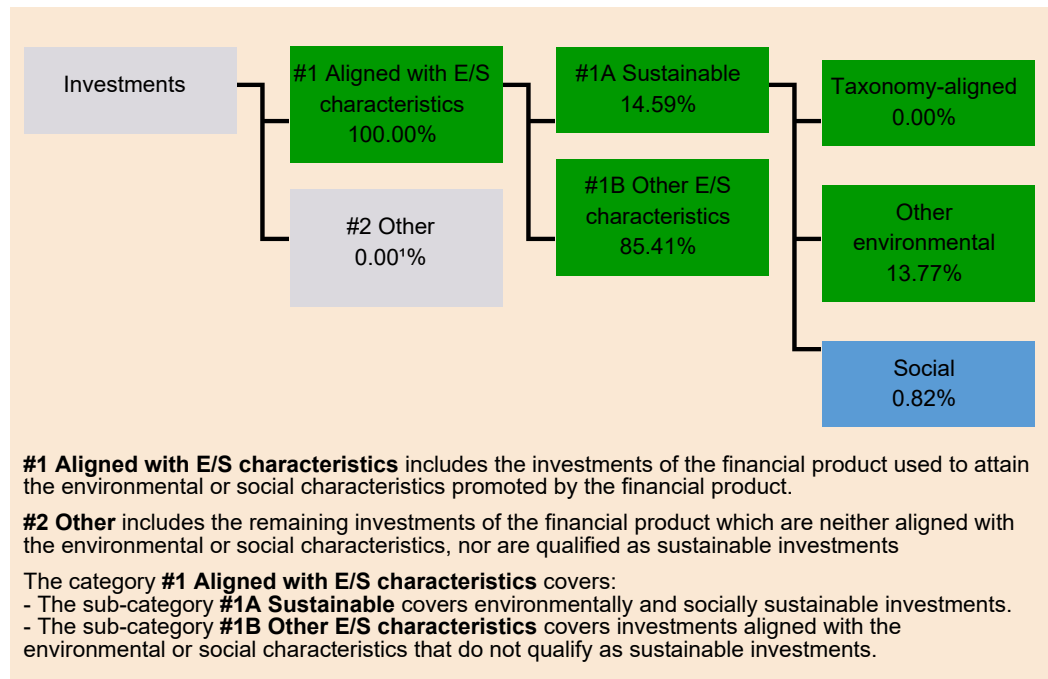 Investments
#1 Aligned with E/S
characteristics
100.00%
#2 Other
0.00¹%
#1A Sustainable
14.59%
#1B Other E/S
characteristics
85.41%
Taxonomy-aligned
0.00%
Other
environmental
13.77%
Social
0.82%
#1 Aligned with E/S characteristics includes the investments of the financial product used to attain
the environmental or social characteristics promoted by the financial product.
#2 Other includes the remaining investments of the financial product which are neither aligned with
the environmental or social characteristics, nor are qualified as sustainable investments
The category #1 Aligned with E/S characteristics covers:
- The sub-category #1A Sustainable covers environmentally and socially sustainable investments.
- The sub-category #1B Other E/S characteristics covers investments aligned with the
environmental or social characteristics that do not qualify as sustainable investments.